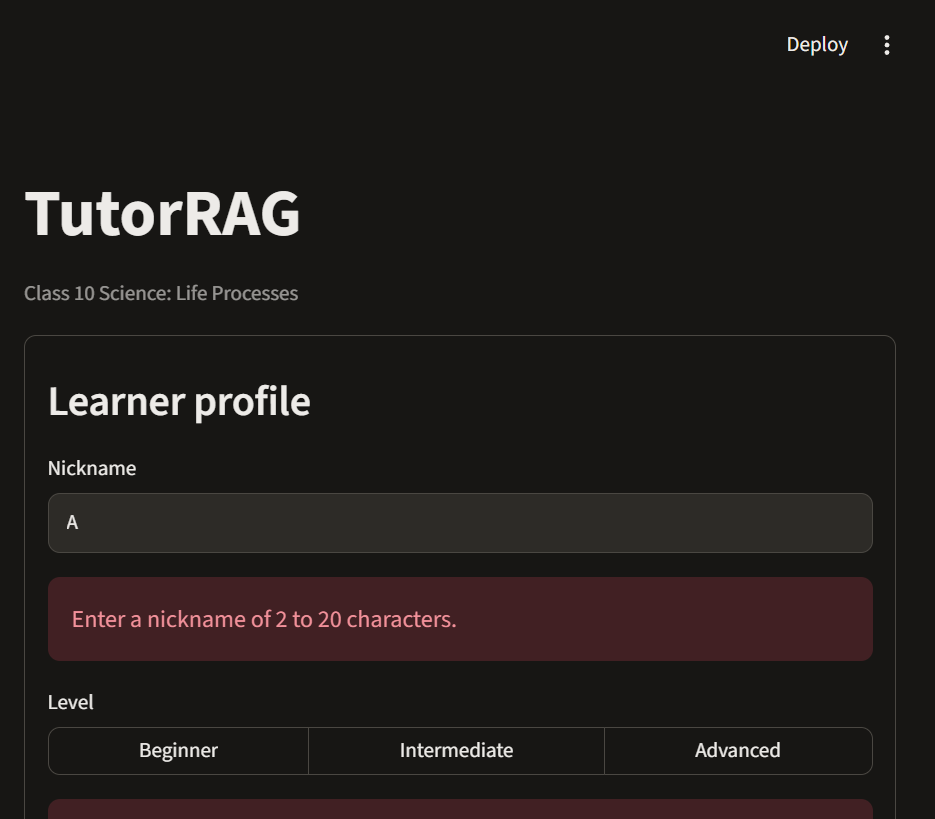 Deploy
TutorRAG
Class 10 Science: Life Processes
Learner profile
Nickname
A
Enter a nickname of 2 to 20 characters.
Level
Beginner Intermediate Advanced